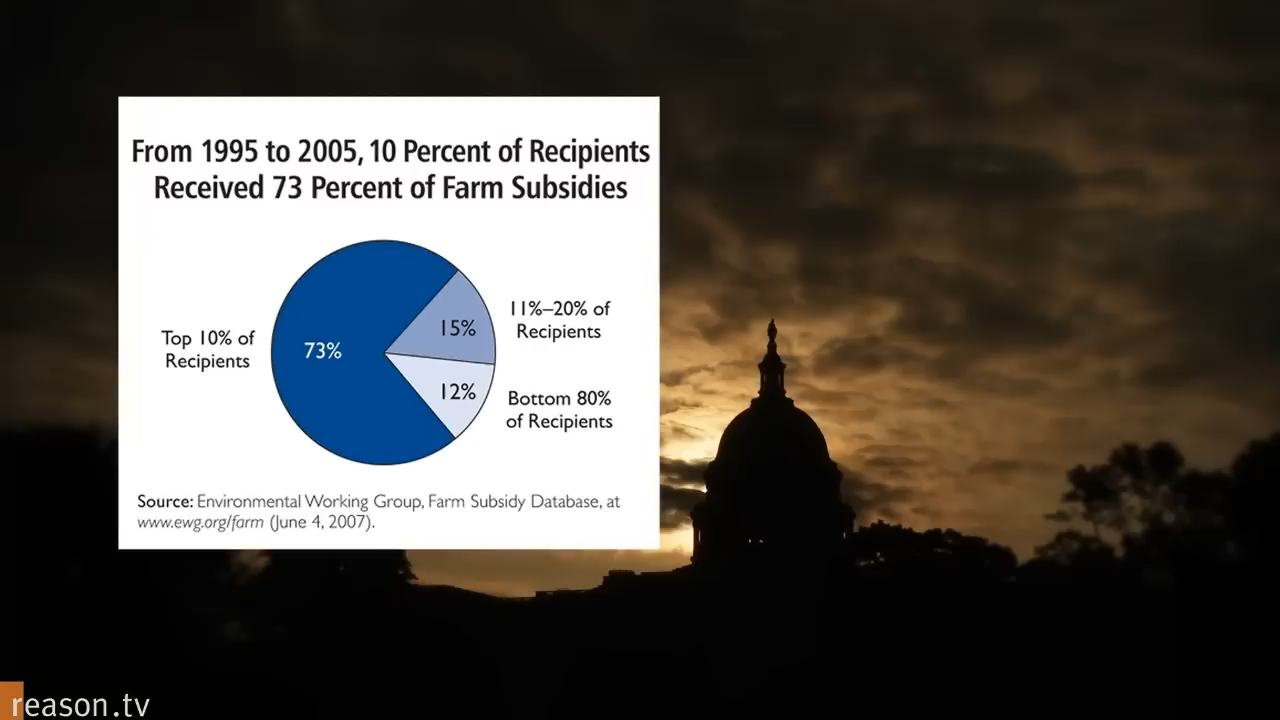 From 1995 to 2005, 10 Percent of Recipients
Received 73 Percent of Farm Subsidies
Top 10% of
Recipients
73%
15%
11%–20% of
Recipients
12%
Bottom 80%
of Recipients
Source: Environmental Working Group, Farm Subsidy Database, at
www.ewg.org/farm (June 4, 2007).
reason.tv